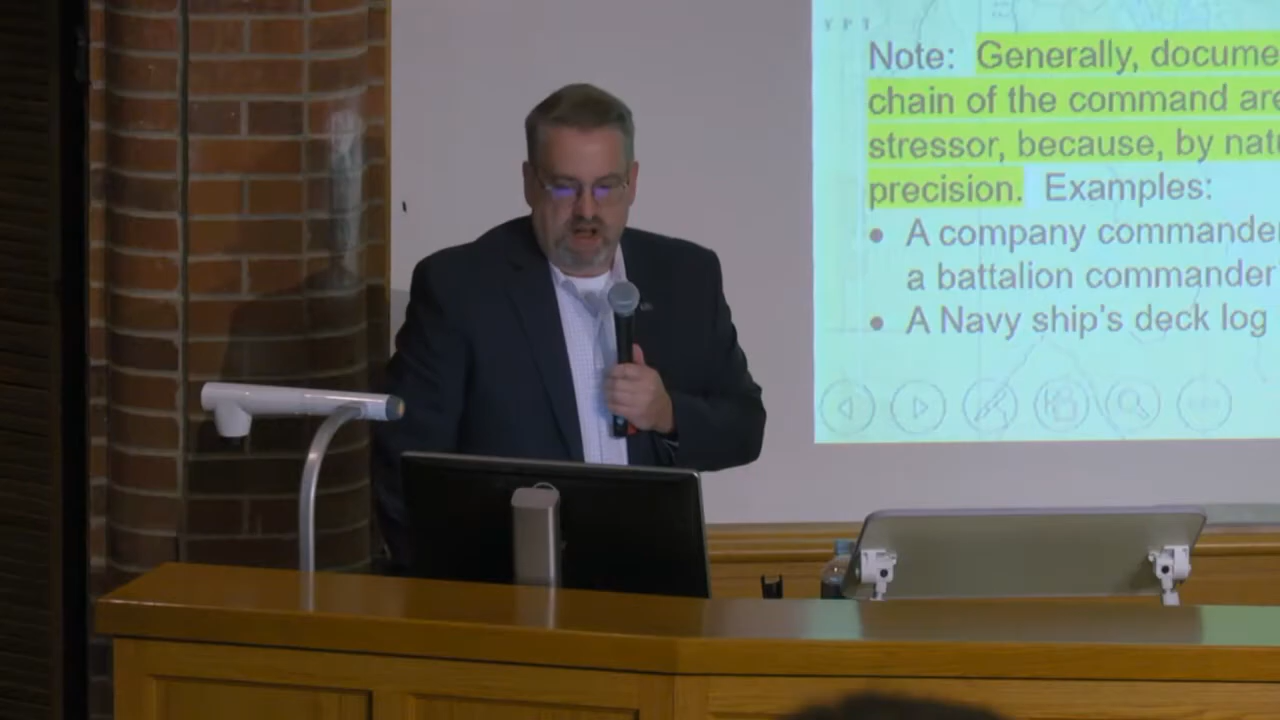 Y P T
Note: Generally, docume
chain of the command are
stressor, because, by natu
precision. Examples:
• A company commander
a battalion commander'
• A Navy ship's deck log